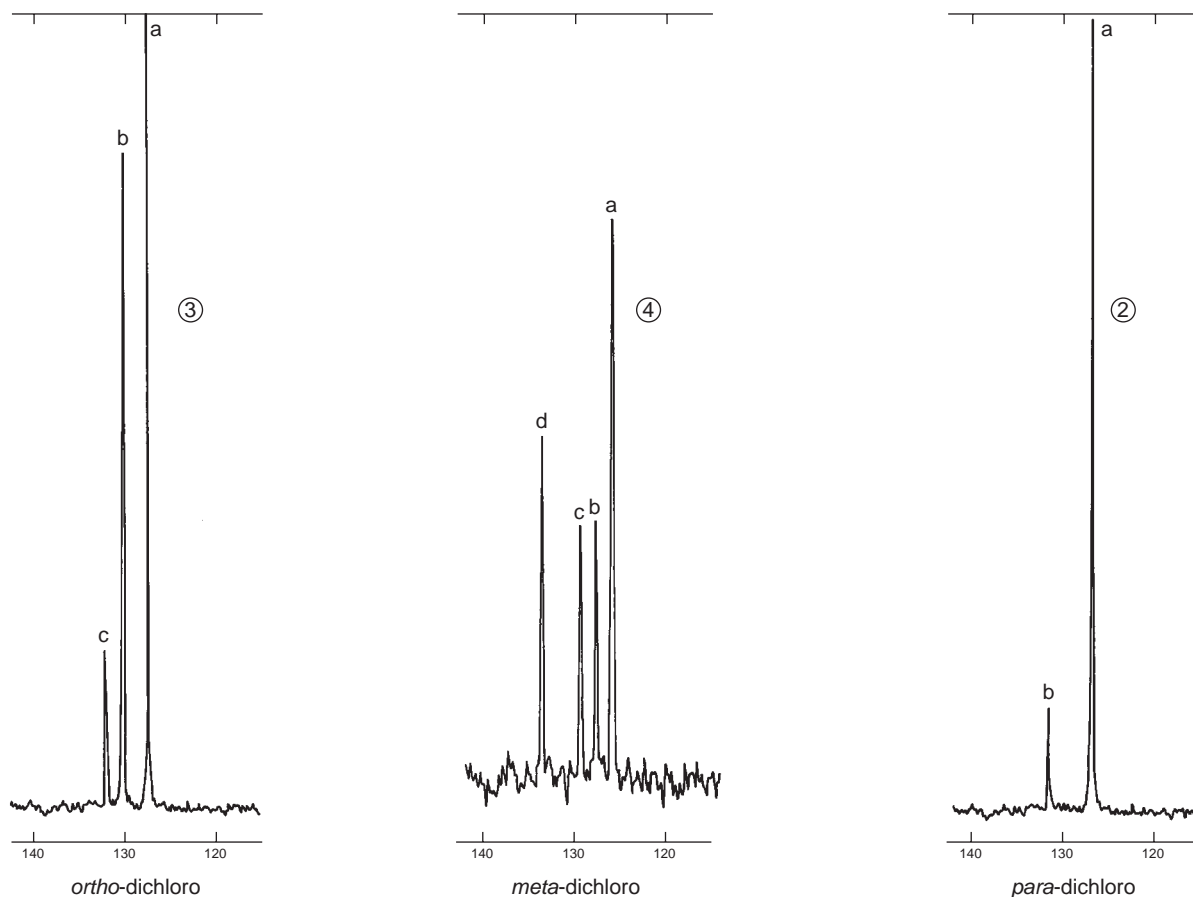 a
b
③
c
140 130 120
ortho-dichloro
a
④
d
c b
140 130 120
meta-dichloro
a
②
b
140 130 120
para-dichloro